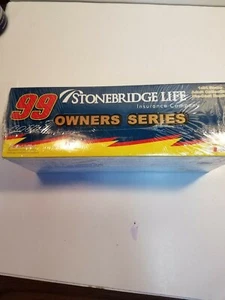 99
STONEBRIDGE LIFE
Insurance Company
OWNERS SERIES